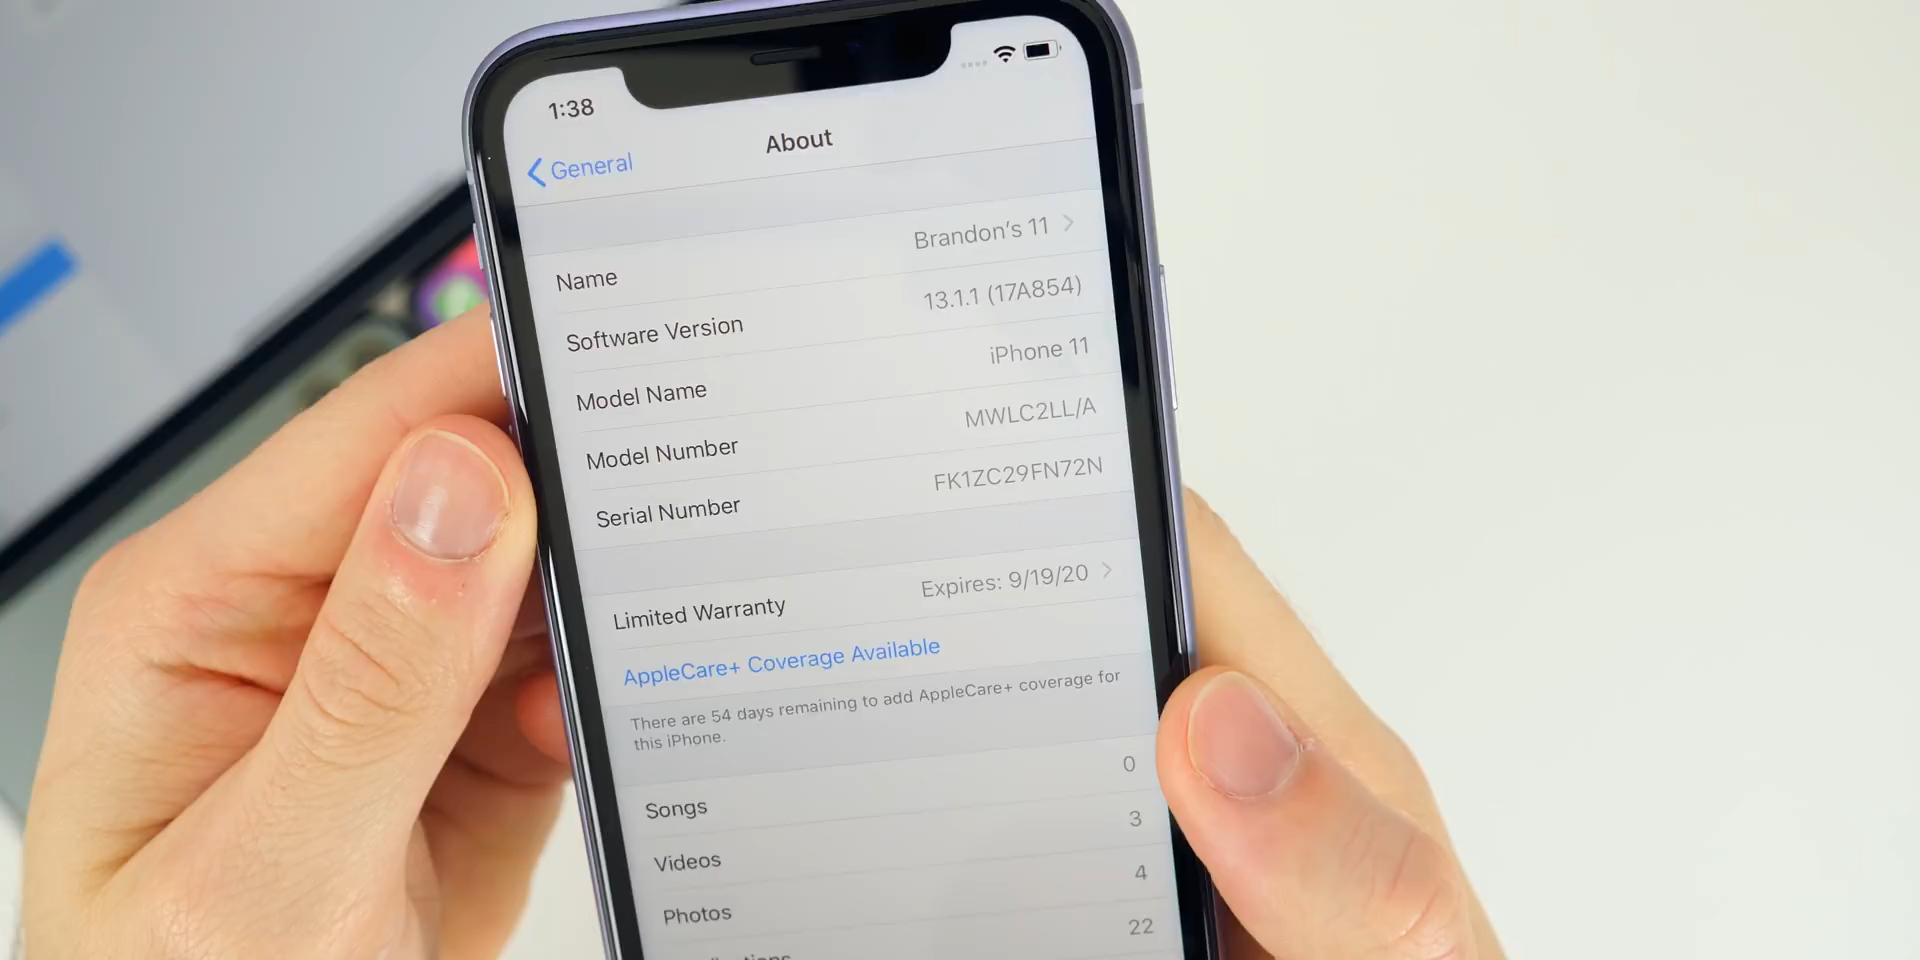 1:38
General
About
Name
Brandon's 11
Software Version
13.1.1 (17A854)
Model Name
iPhone 11
Model Number
MWLC2LL/A
Serial Number
FK1ZC29FN72N
Limited Warranty
Expires: 9/19/20
AppleCare+ Coverage Available
There are 54 days remaining to add AppleCare+ coverage for
this iPhone.
Songs
0
Videos
3
Photos
4
22